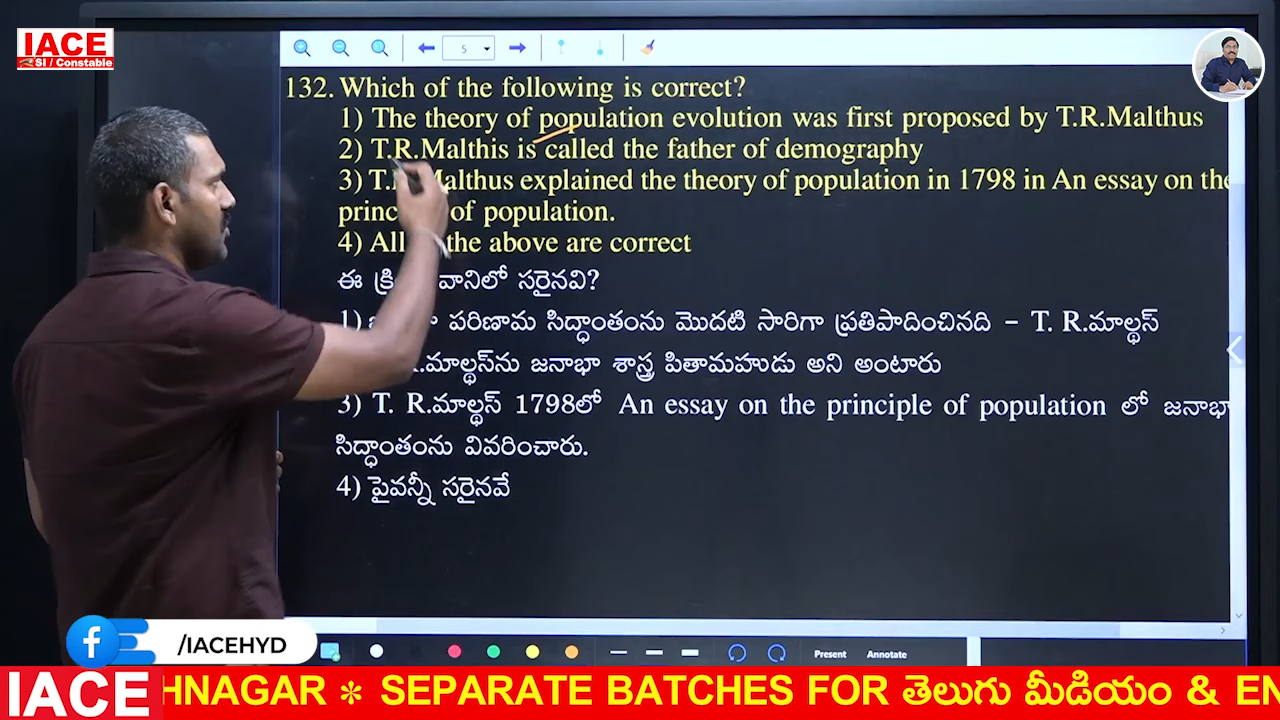 IACE
SI / Constable
5
132. Which of the following is correct?
1) The theory of population evolution was first proposed by T.R.Malthus
2) T.R.Malthis is called the father of demography
3) Malthus explained the theory of population in 1798 in An essay on the
of population.
4) All the above are correct
ఈ వానిలో సరైనవి?
1) పరిణామ సిద్ధాంతంను మొదటి సారిగా ప్రతిపాదించినది – T. R.మాల్థస్
R.మాల్థస్‌ను జనాభా శాస్త్ర పితామహుడు అని అంటారు
3) T. R.మాల్థస్ 1798లో An essay on the principle of population లో జనాభా
సిద్ధాంతంను వివరించారు.
4) పైవన్నీ సరైనవే
Present Annotate
f /IACEHYD
IACE HNAGAR * SEPARATE BATCHES FOR తెలుగు మీడియం & EN